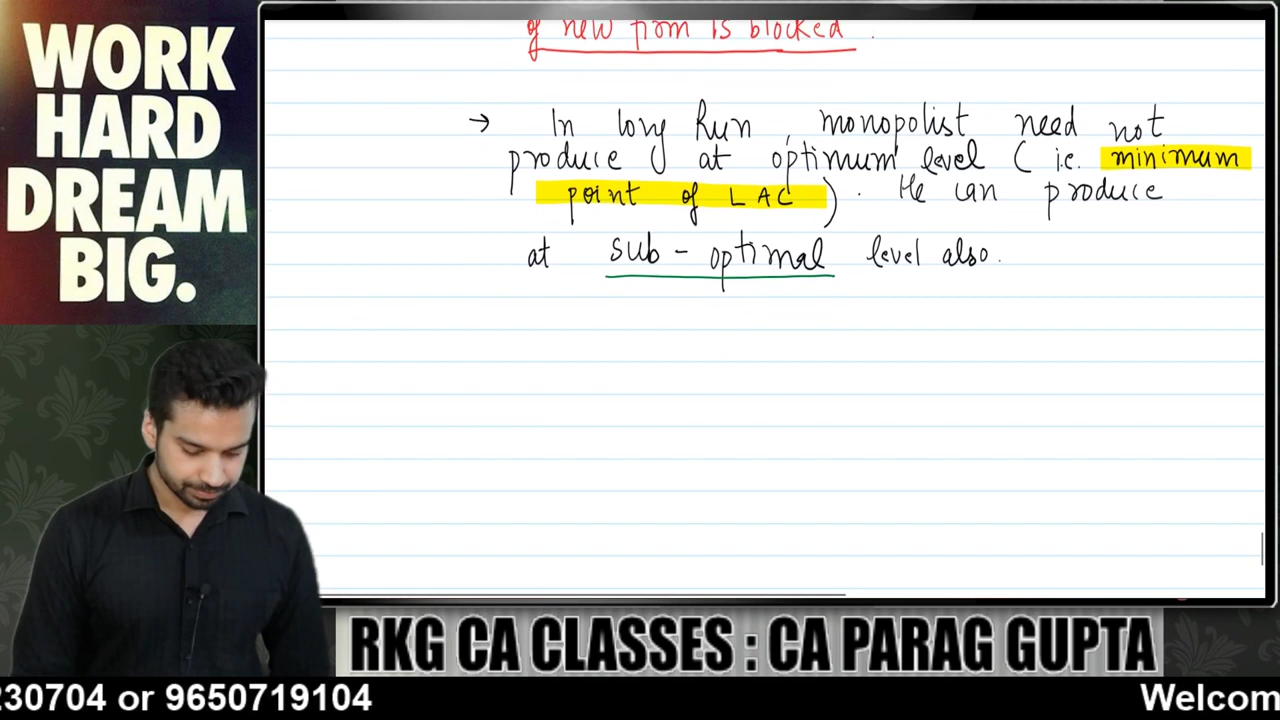 WORK
HARD
DREAM
BIG.
of new firm is blocked .
→ In long Run , monopolist need not
produce at optimum level ( i.e. minimum
point of LAC ) . He can produce
at sub - optimal level also .
RKG CA CLASSES : CA PARAG GUPTA
230704 or 9650719104
Welcom